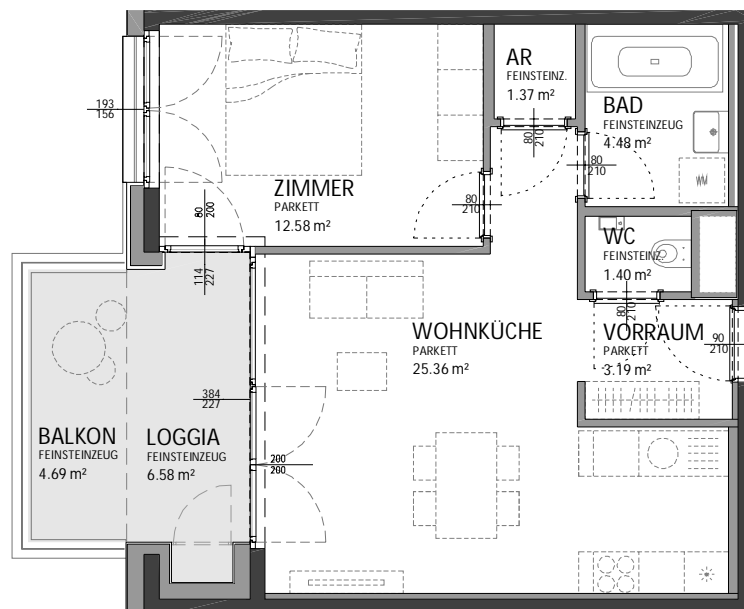 AR
FEINSTEINZ.
1.37 m²
BAD
FEINSTEINZEUG
4.48 m²
193
156
80
210
80
210
ZIMMER
PARKETT
12.58 m²
80
210
80
200
114
227
WC
FEINSTEINZ.
1.40 m²
80
210
WOHNKÜCHE
PARKETT
25.36 m²
VORRAUM
PARKETT
3.19 m²
90
210
384
227
BALKON
FEINSTEINZEUG
4.69 m²
LOGGIA
FEINSTEINZEUG
6.58 m²
200
200